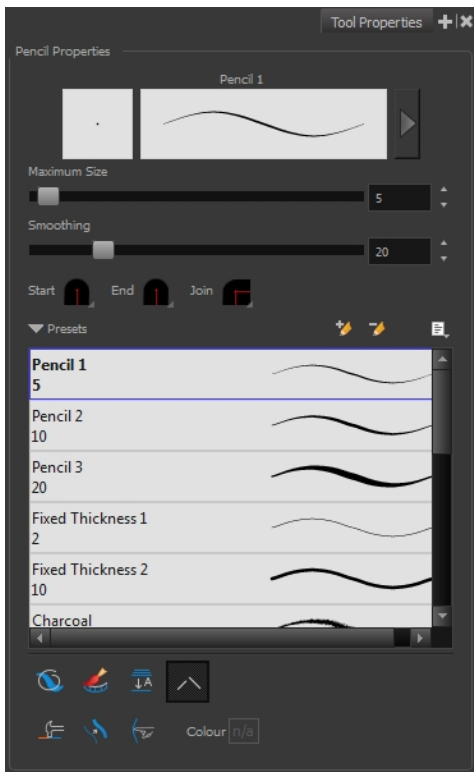 Tool Properties
Pencil Properties
Pencil 1
Maximum Size
5
Smoothing
20
Start End Join
Presets
Pencil 1
5
Pencil 2
10
Pencil 3
20
Fixed Thickness 1
2
Fixed Thickness 2
10
Charcoal
A
Colour n/a